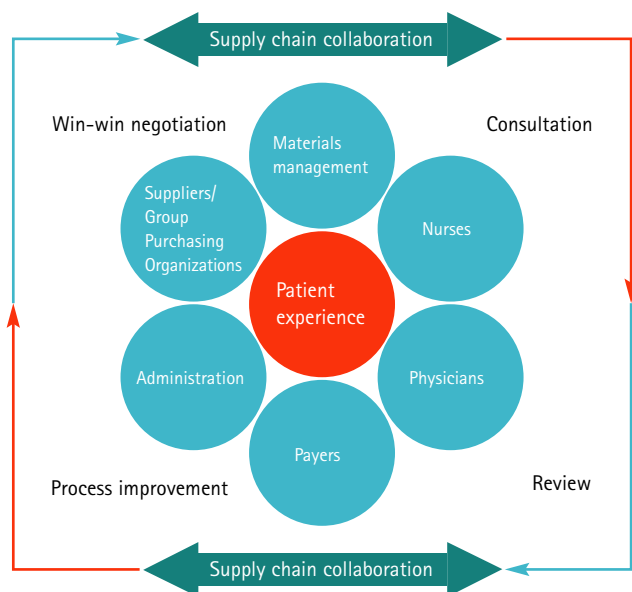 Supply chain collaboration
Win-win negotiation
Consultation
Materials
management
Suppliers/
Group
Purchasing
Organizations
Nurses
Patient
experience
Administration
Physicians
Payers
Process improvement
Review
Supply chain collaboration